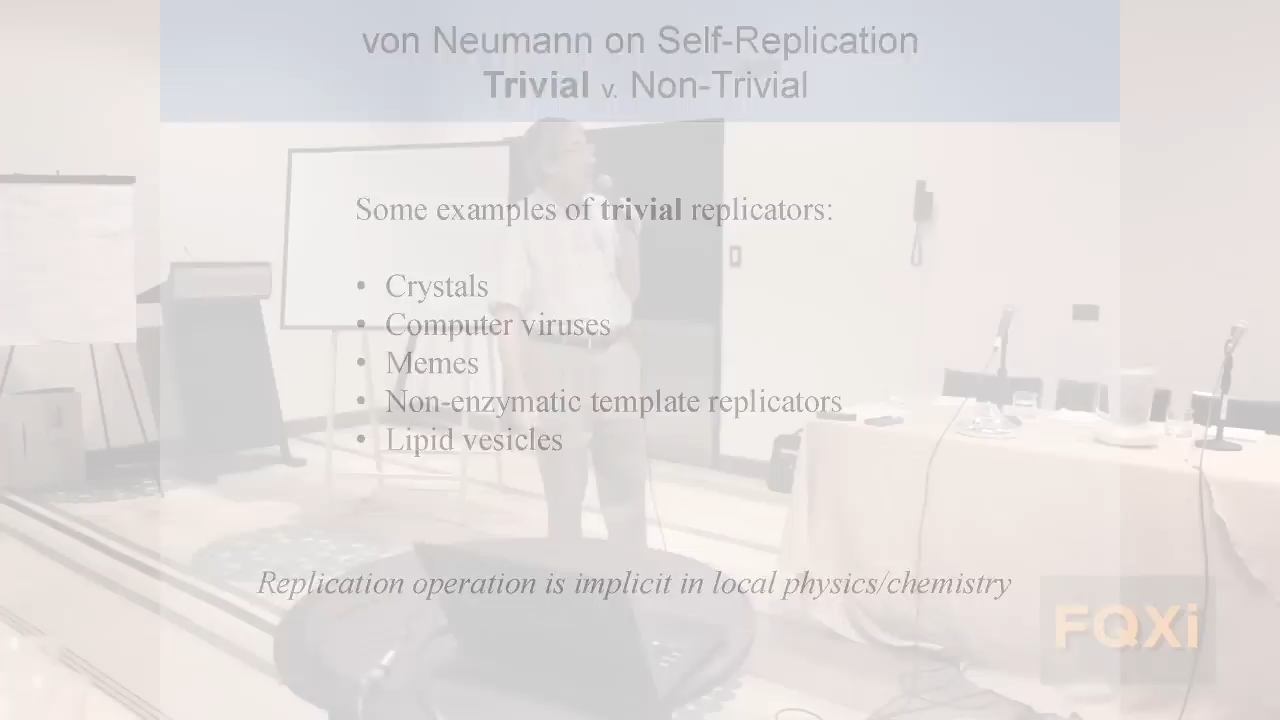 von Neumann on Self-Replication
Trivial v. Non-Trivial
Some examples of trivial replicators:
• Crystals
• Computer viruses
• Memes
• Non-enzymatic template replicators
• Lipid vesicles
Replication operation is implicit in local physics/chemistry
FQXi